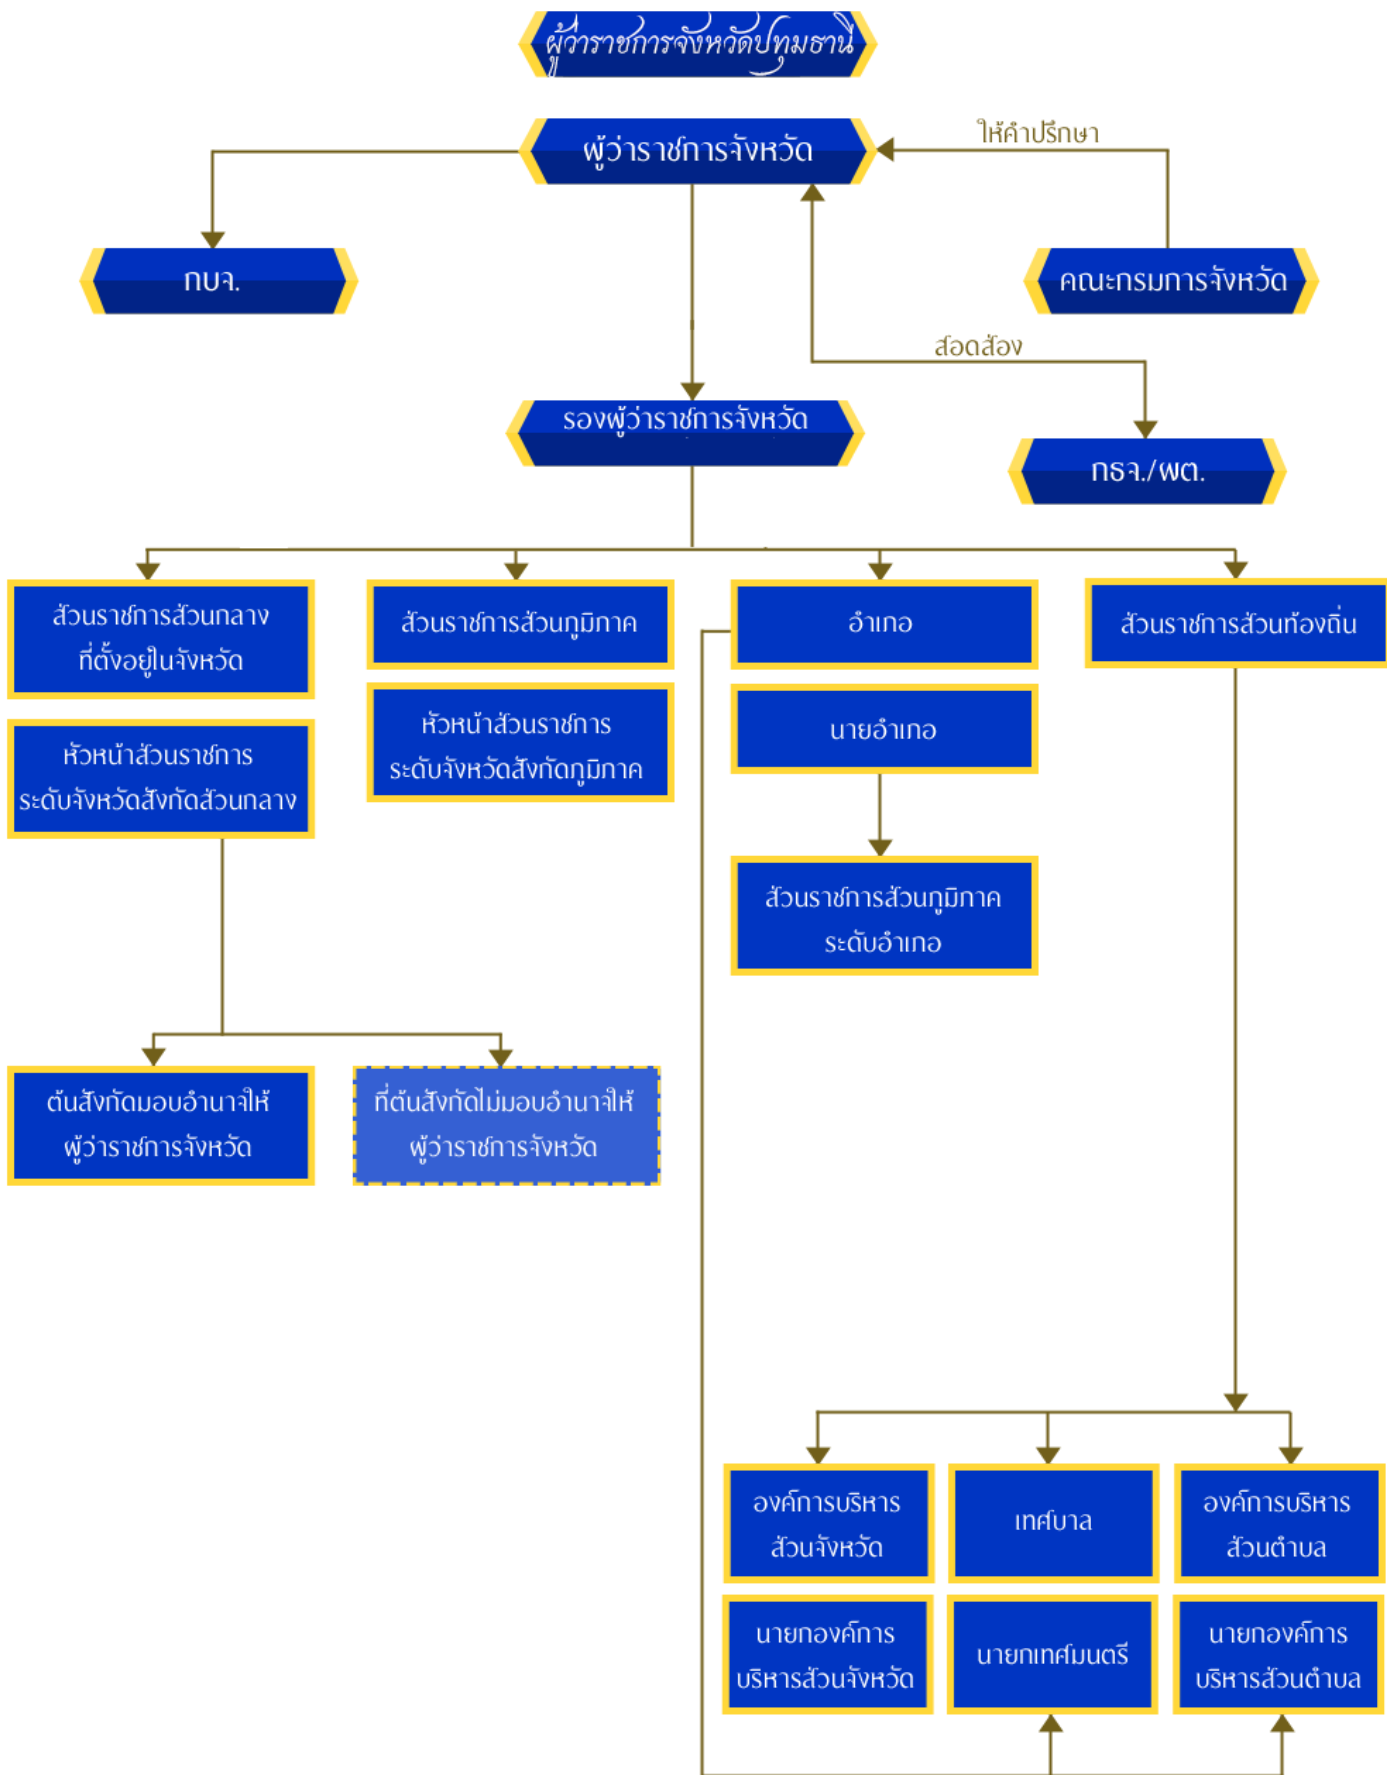 ผู้ว่าราชการจังหวัดปทุมธานี
ให้คำปรึกษา
ผู้ว่าราชการจังหวัด
กบจ.
คณะกรมการจังหวัด
สอดส่อง
รองผู้ว่าราชการจังหวัด
กธจ./ผต.
ส่วนราชการส่วนกลาง
ที่ตั้งอยู่ในจังหวัด
ส่วนราชการส่วนภูมิภาค
อำเภอ
ส่วนราชการส่วนท้องถิ่น
หัวหน้าส่วนราชการ
ระดับจังหวัดสังกัดส่วนกลาง
หัวหน้าส่วนราชการ
ระดับจังหวัดสังกัดภูมิภาค
นายอำเภอ
ส่วนราชการส่วนภูมิภาค
ระดับอำเภอ
ต้นสังกัดมอบอำนาจให้
ผู้ว่าราชการจังหวัด
ที่ต้นสังกัดไม่มอบอำนาจให้
ผู้ว่าราชการจังหวัด
องค์การบริหาร
ส่วนจังหวัด
เทศบาล
องค์การบริหาร
ส่วนตำบล
นายกองค์การ
บริหารส่วนจังหวัด
นายกเทศมนตรี
นายกองค์การ
บริหารส่วนตำบล